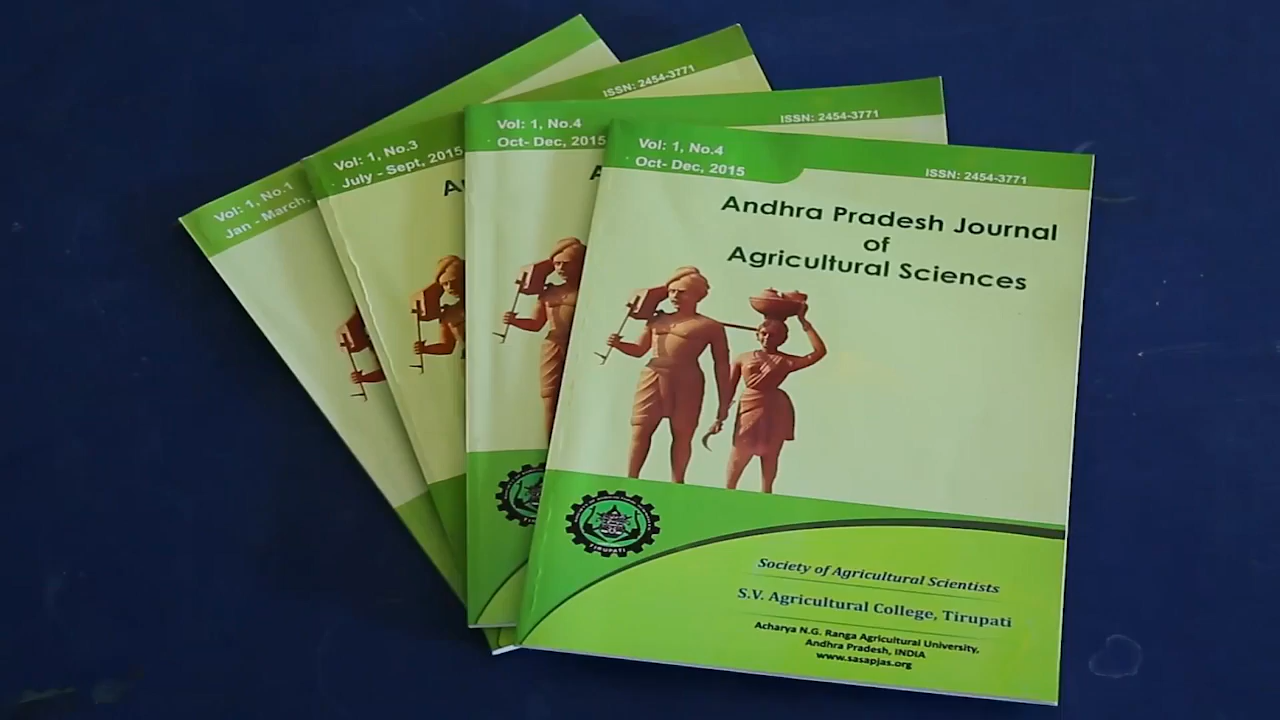 Vol: 1, No.1
Jan - March,
Vol: 1, No.3
July - Sept, 2015
ISSN: 2454-3771
A
Vol: 1, No.4
Oct- Dec, 2015
ISSN: 2454-3771
A
Vol: 1, No.4
Oct- Dec, 2015
ISSN: 2454-3771
Andhra Pradesh Journal
of
Agricultural Sciences
TIRUPATI
Society of Agricultural Scientists
S.V. Agricultural College, Tirupati
Acharya N.G. Ranga Agricultural University,
Andhra Pradesh, INDIA
www.sasapjas.org